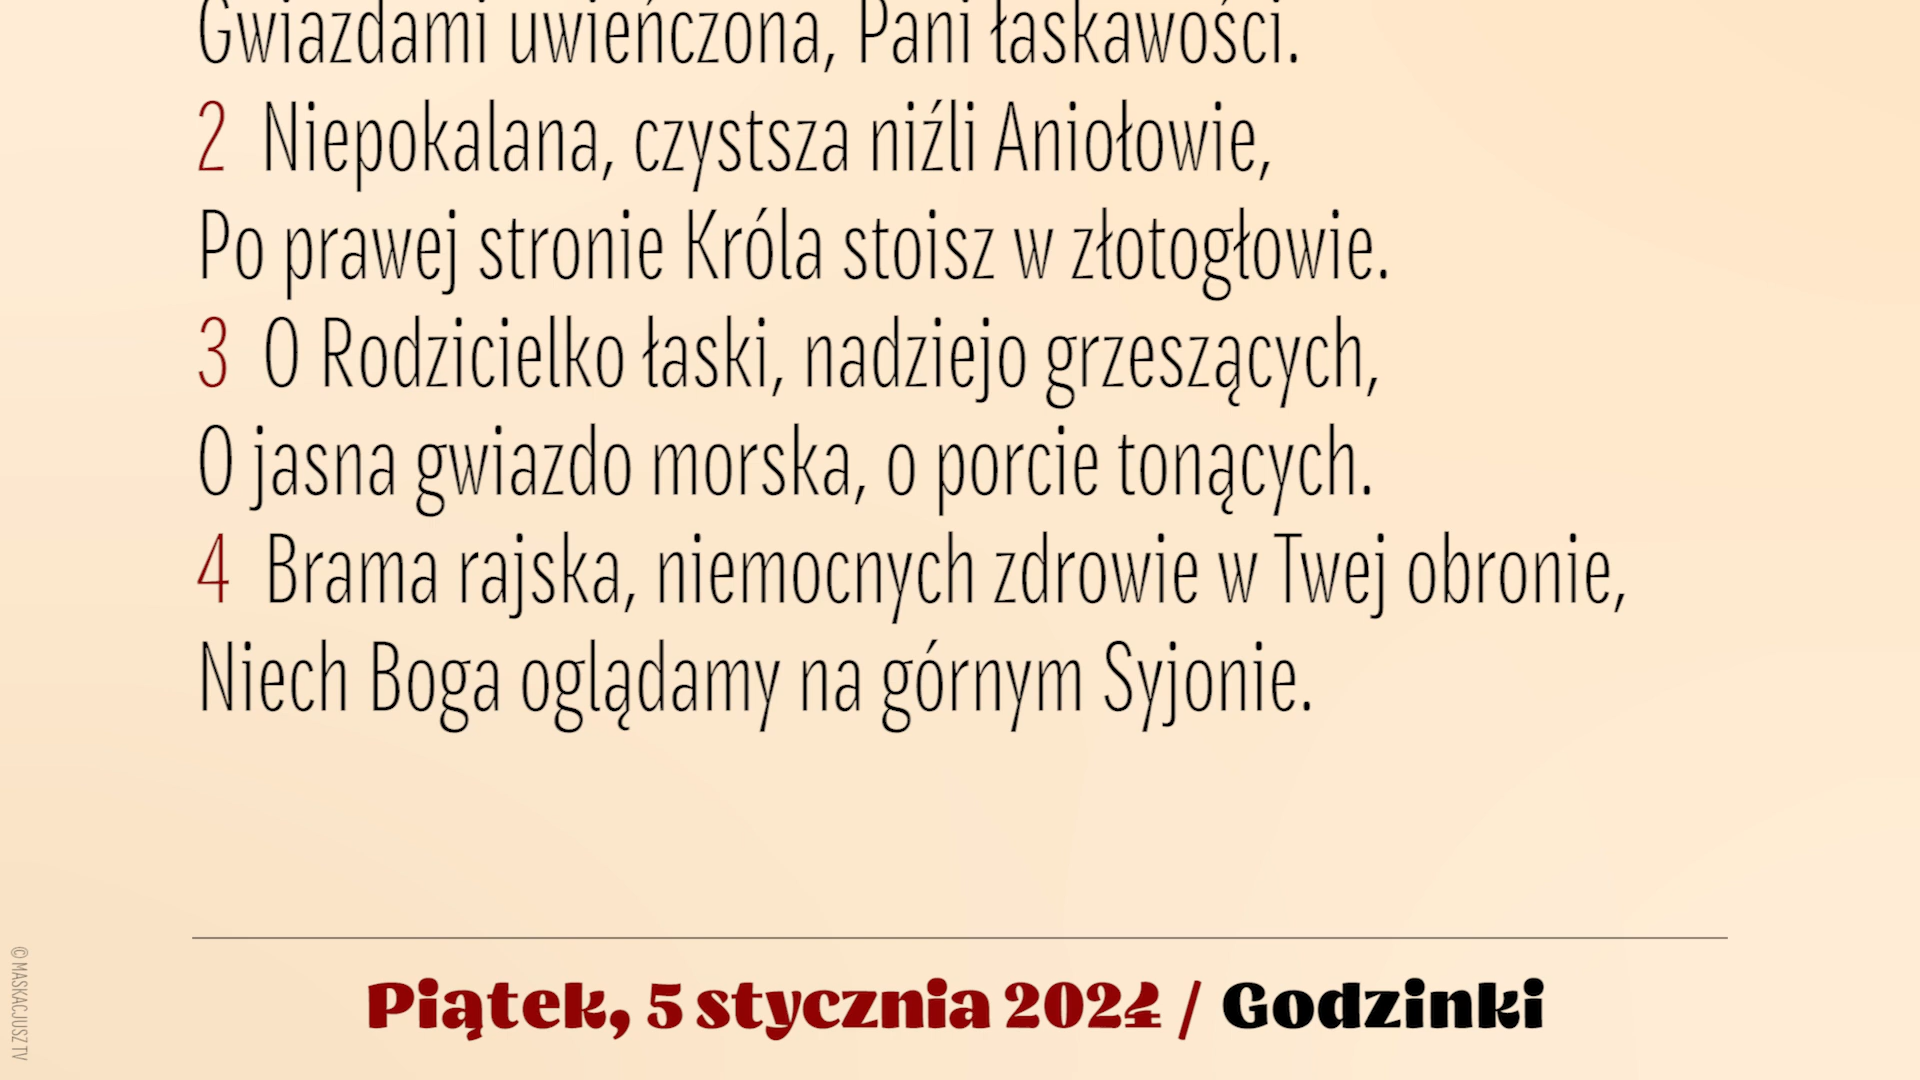 Gwiazdami uwieńczona, Pani łaskawości.
2 Niepokalana, czystsza niźli Aniołowie,
Po prawej stronie Króla stoisz w złotogłowie.
3 O Rodzicielko łaski, nadziejo grzeszących,
O jasna gwiazdo morska, o porcie tonących.
4 Brama rajska, niemocnych zdrowie w Twej obronie,
Niech Boga oglądamy na górnym Syjonie.
Piątek, 5 stycznia 2024 / Godzinki
© MASKACJUSZ TV